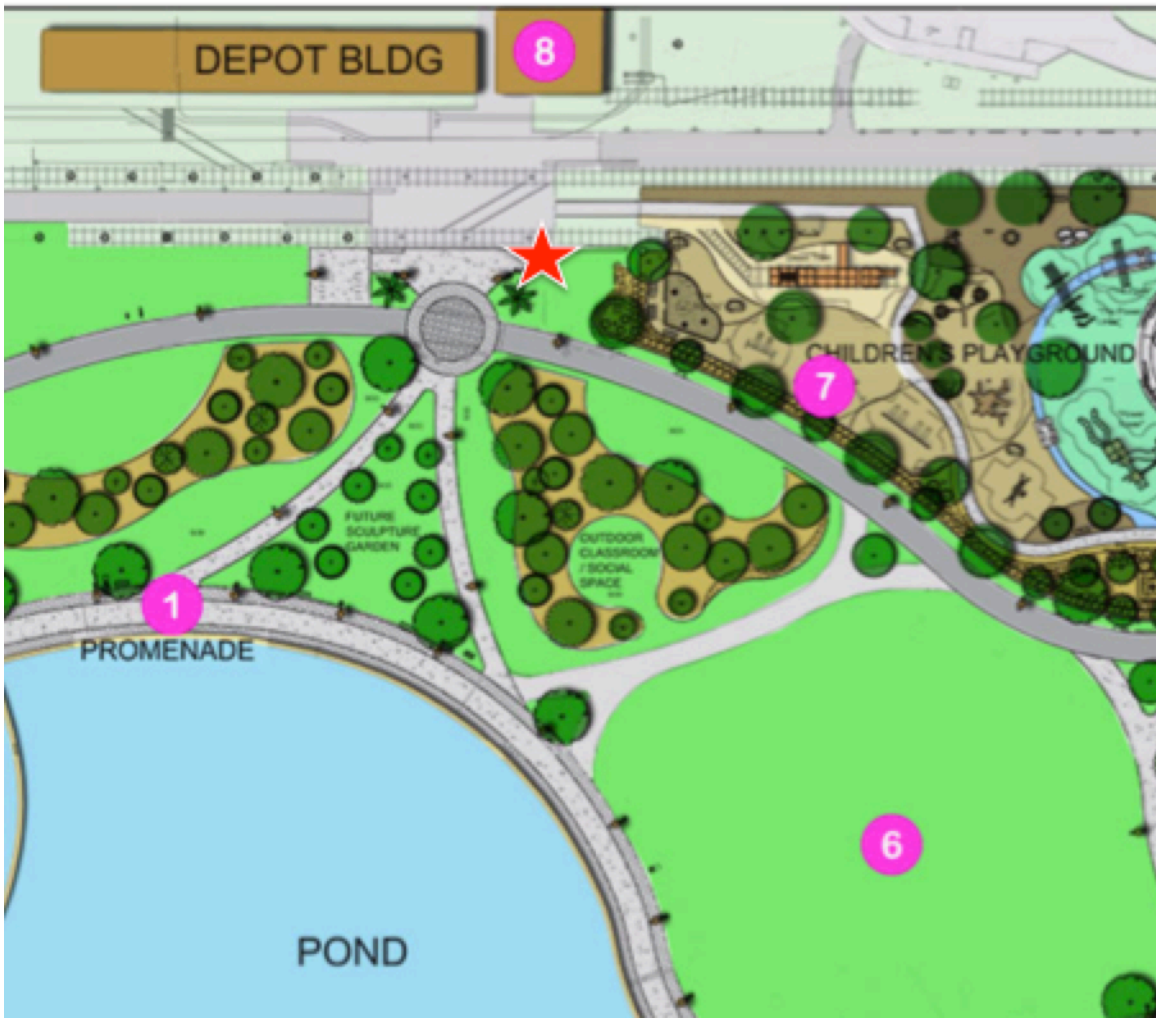 DEPOT BLDG
8
CHILDREN'S PLAYGROUND
7
FUTURE
SCULPTURE
GARDEN
OUTDOOR
CLASSROOM
/ SOCIAL
SPACE
1
PROMENADE
6
POND